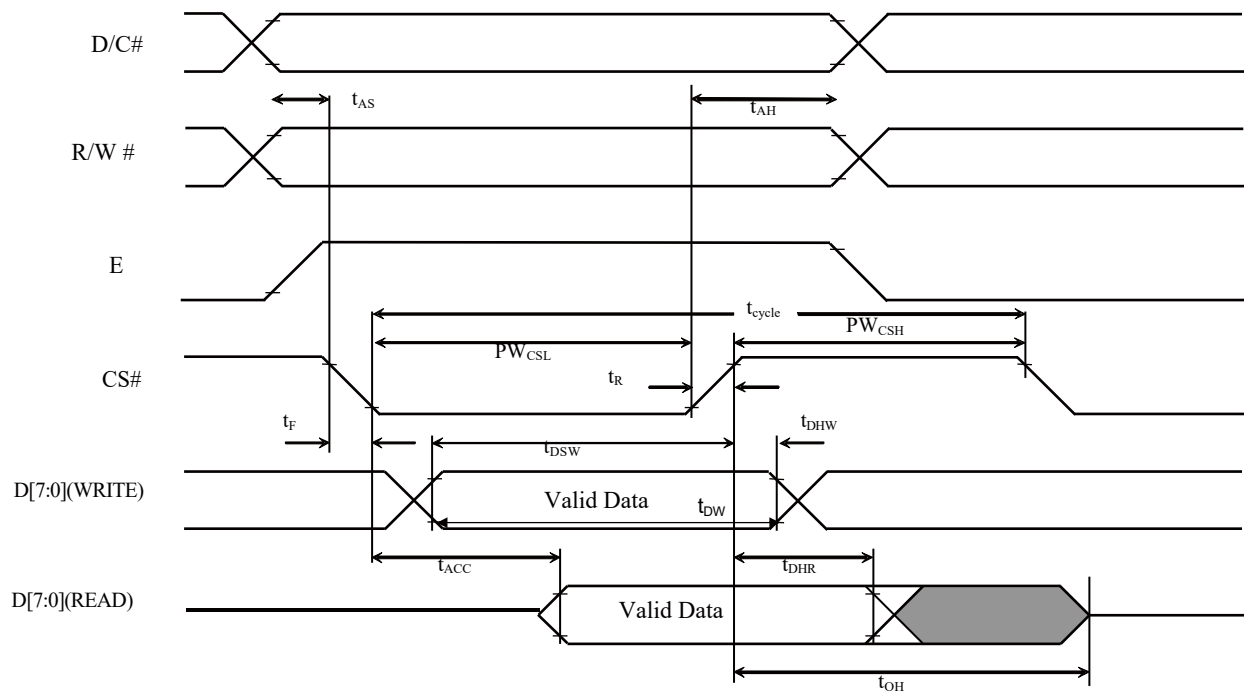 D/C#
t_AS
t_AH
R/W #
E
t_cycle
PW_CSL
PW_CSH
CS#
t_R
t_F
t_DSW
t_DHW
D[7:0](WRITE)
Valid Data
t_DW
t_ACC
t_DHR
D[7:0](READ)
Valid Data
t_OH